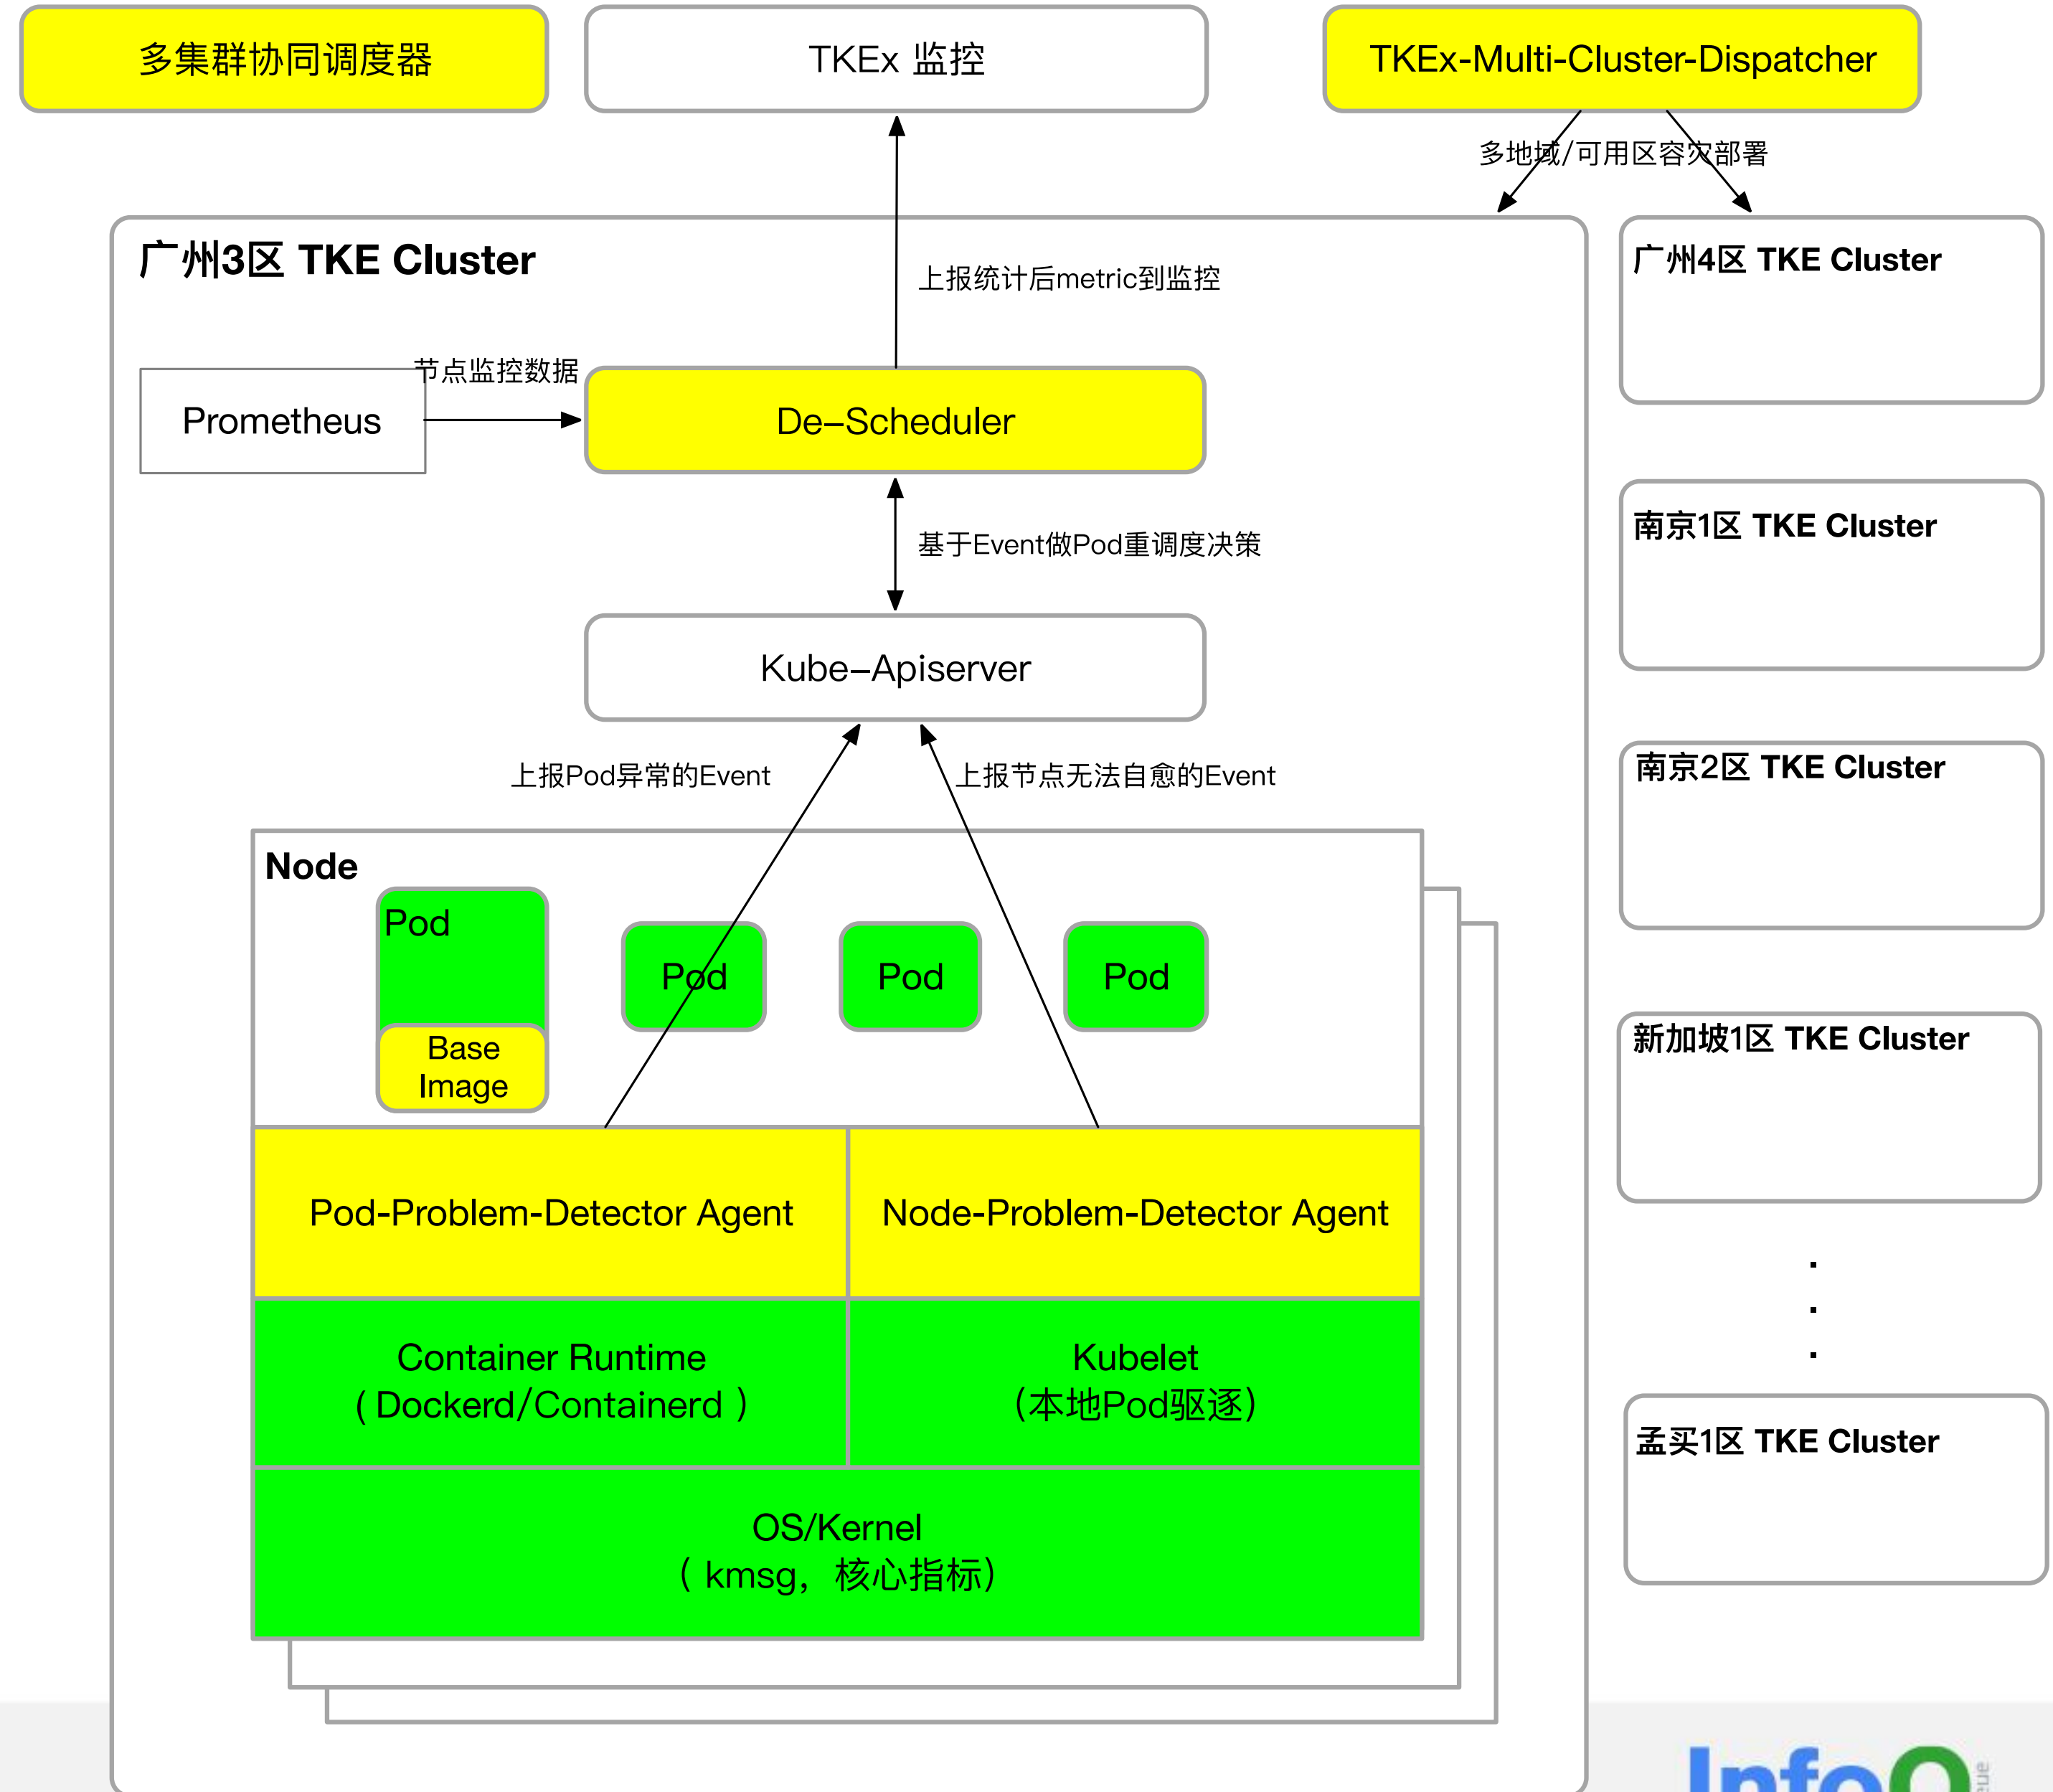 多集群协同调度器
TKEx 监控
TKEx-Multi-Cluster-Dispatcher
多地域/可用区容灾部署
广州3区 TKE Cluster
上报统计后metric到监控
节点监控数据
Prometheus
De-Scheduler
基于Event做Pod重调度决策
Kube-Apiserver
上报Pod异常的Event
上报节点无法自愈的Event
Node
Pod
Base
Image
Pod
Pod
Pod
Pod-Problem-Detector Agent
Node-Problem-Detector Agent
Container Runtime
( Dockerd/Containerd )
Kubelet
(本地Pod驱逐)
OS/Kernel
( kmsg，核心指标)
广州4区 TKE Cluster
南京1区 TKE Cluster
南京2区 TKE Cluster
新加坡1区 TKE Cluster
.
.
.
孟买1区 TKE Cluster
InfoQ